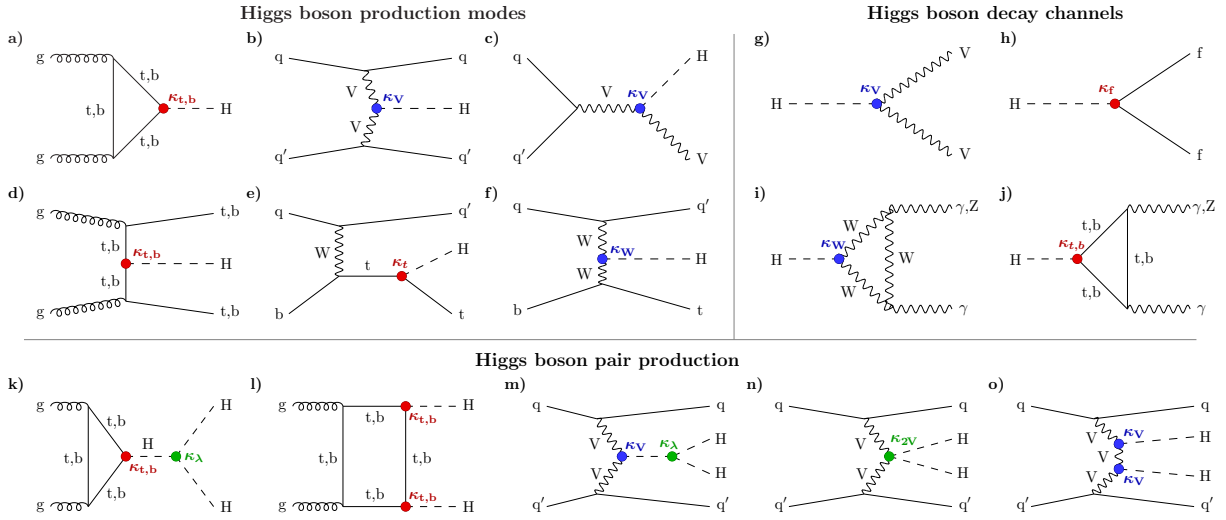 Higgs boson production modes
Higgs boson decay channels
a)
g
g
t,b
t,b
t,b
κt,b
H
b)
q
q
V
κV
H
V
q′
q′
c)
q
H
V
κV
q′
V
g)
H
κV
V
V
h)
H
κf
f
f
d)
g
t,b
t,b
κt,b
H
t,b
g
t,b
e)
q
q′
W
H
t
κt
b
t
f)
q
q′
W
κW
H
W
b
t
i)
γ,Z
W
κW
H
W
W
γ
j)
γ,Z
t,b
κt,b
H
t,b
t,b
γ
Higgs boson pair production
k)
g
H
t,b
H
t,b
κλ
κt,b
t,b
g
H
l)
g
H
t,b
κt,b
t,b
t,b
κt,b
g
H
m)
q
q
V
κV
κλ
H
V
H
q′
q′
n)
q
q
V
κ2V
H
V
H
q′
q′
o)
q
q
V
κV
H
V
κV
H
q′
q′